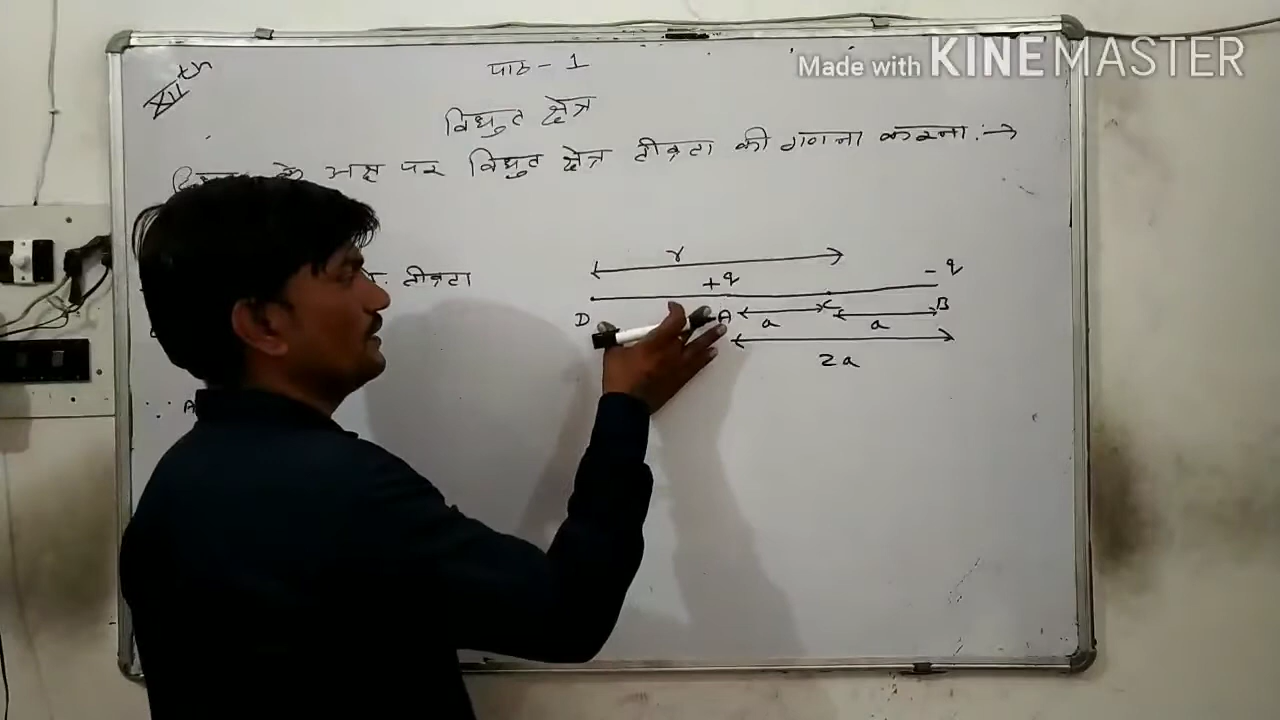 Made with KINEMASTER
XIIth
पाठ - 1
विधुत क्षेत्र
के अक्ष पर विधुत क्षेत्र तीव्रता की गणना करना :→
r
तीव्रता
+q
- q
D
A
C
B
a
a
2a